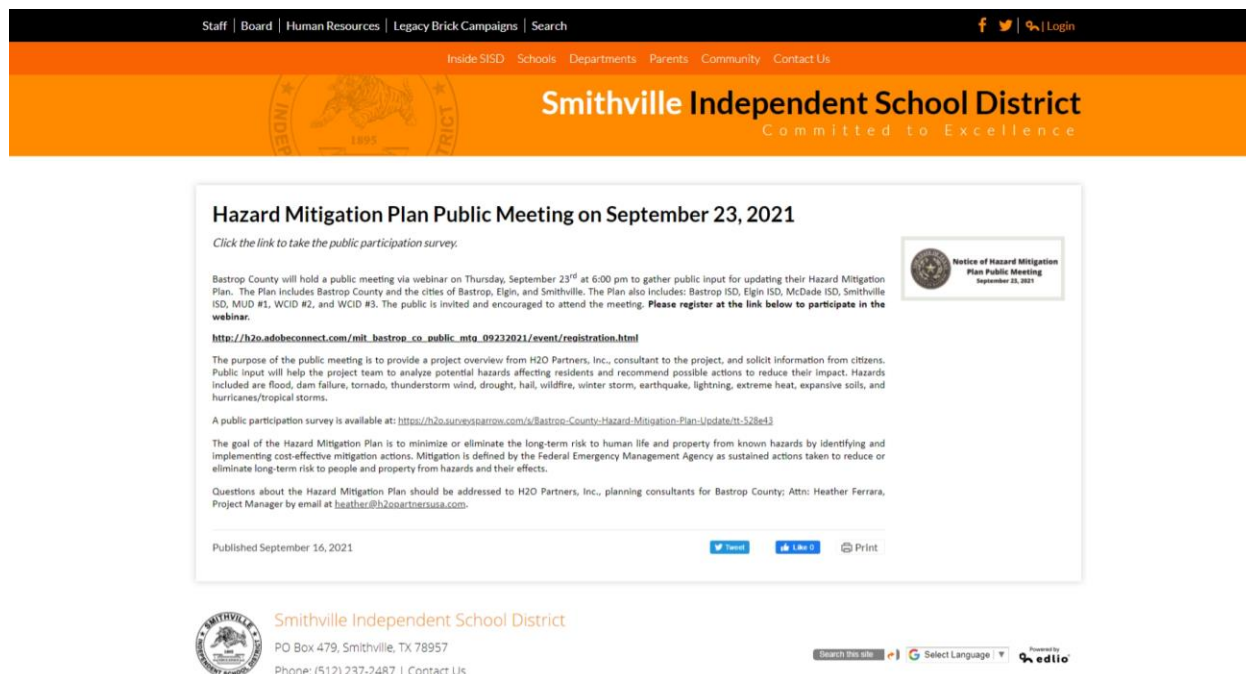 Staff | Board | Human Resources | Legacy Brick Campaigns | Search
| Login
Inside SISD Schools Departments Parents Community Contact Us
INDEP
1895
RICT
Smithville Independent School District
Committed to Excellence
Hazard Mitigation Plan Public Meeting on September 23, 2021
Click the link to take the public participation survey.
Notice of Hazard Mitigation
Plan Public Meeting
September 23, 2021
Bastrop County will hold a public meeting via webinar on Thursday, September 23rd at 6:00 pm to gather public input for updating their Hazard Mitigation
Plan. The Plan includes Bastrop County and the cities of Bastrop, Elgin, and Smithville. The Plan also includes: Bastrop ISD, Elgin ISD, McDade ISD, Smithville
ISD, MUD #1, WCID #2, and WCID #3. The public is invited and encouraged to attend the meeting. Please register at the link below to participate in the
webinar.
http://h2o.adobeconnect.com/mit_bastrop_co_public_mtg_09232021/event/registration.html
The purpose of the public meeting is to provide a project overview from H2O Partners, Inc., consultant to the project, and solicit information from citizens.
Public input will help the project team to analyze potential hazards affecting residents and recommend possible actions to reduce their impact. Hazards
included are flood, dam failure, tornado, thunderstorm wind, drought, hail, wildfire, winter storm, earthquake, lightning, extreme heat, expansive soils, and
hurricanes/tropical storms.
A public participation survey is available at: https://h2o.surveysparrow.com/s/Bastrop-County-Hazard-Mitigation-Plan-Update/tt-528e43
The goal of the Hazard Mitigation Plan is to minimize or eliminate the long-term risk to human life and property from known hazards by identifying and
implementing cost-effective mitigation actions. Mitigation is defined by the Federal Emergency Management Agency as sustained actions taken to reduce or
eliminate long-term risk to people and property from hazards and their effects.
Questions about the Hazard Mitigation Plan should be addressed to H2O Partners, Inc., planning consultants for Bastrop County; Attn: Heather Ferrara,
Project Manager by email at heather@h2opartnersusa.com.
Published September 16, 2021
Tweet
Like 0
Print
SMITHVILLE
INDEPENDENT SCHOOL DISTRICT
Smithville Independent School District
PO Box 479, Smithville, TX 78957
Phone: (512) 237-2487 | Contact Us
Search this site
Select Language ▼
Powered by
edlio